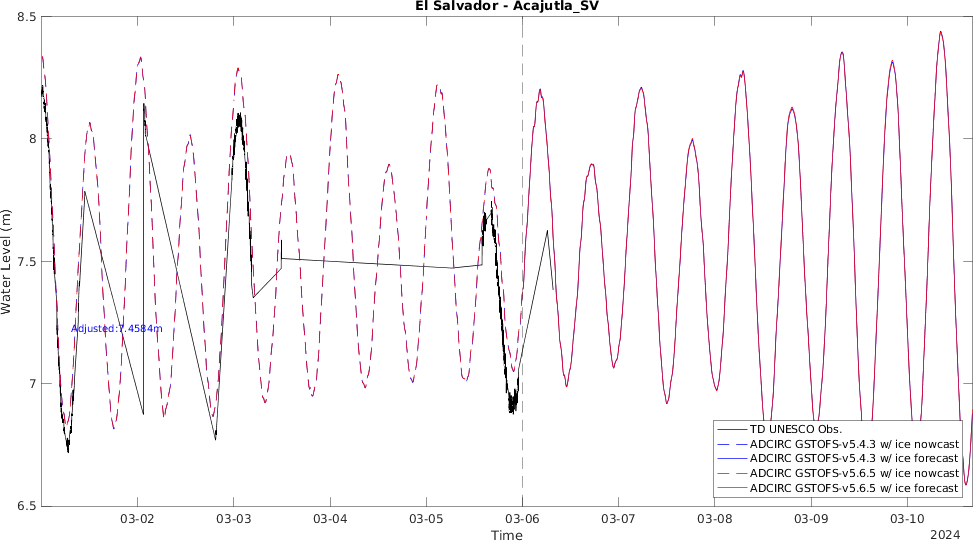 El Salvador - Acajutla_SV
8.5
8
7.5
7
6.5
Water Level (m)
Adjusted:7.4584m
TD UNESCO Obs.
ADCIRC GSTOFS-v5.4.3 w/ ice nowcast
ADCIRC GSTOFS-v5.4.3 w/ ice forecast
ADCIRC GSTOFS-v5.6.5 w/ ice nowcast
ADCIRC GSTOFS-v5.6.5 w/ ice forecast
03-02 03-03 03-04 03-05 03-06 03-07 03-08 03-09 03-10
Time
2024